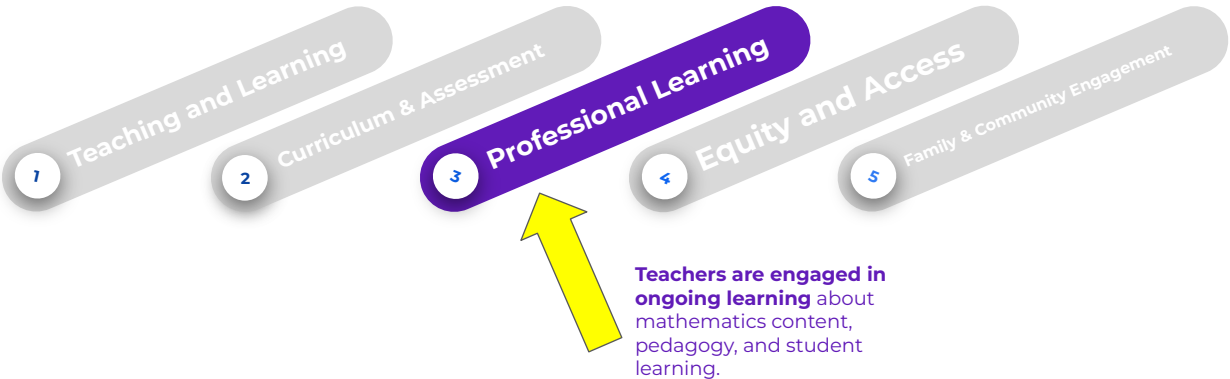 1
Teaching and Learning
2
Curriculum & Assessment
3
Professional Learning
4
Equity and Access
5
Family & Community Engagement
Teachers are engaged in
ongoing learning about
mathematics content,
pedagogy, and student
learning.